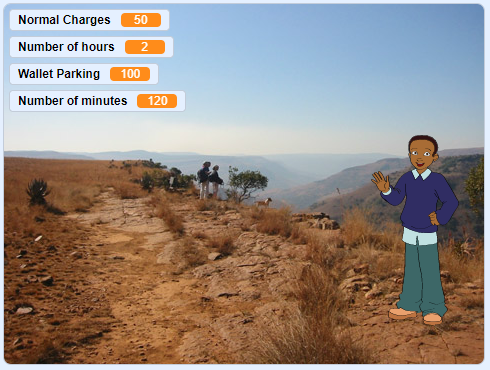 Normal Charges 50
Number of hours 2
Wallet Parking 100
Number of minutes 120